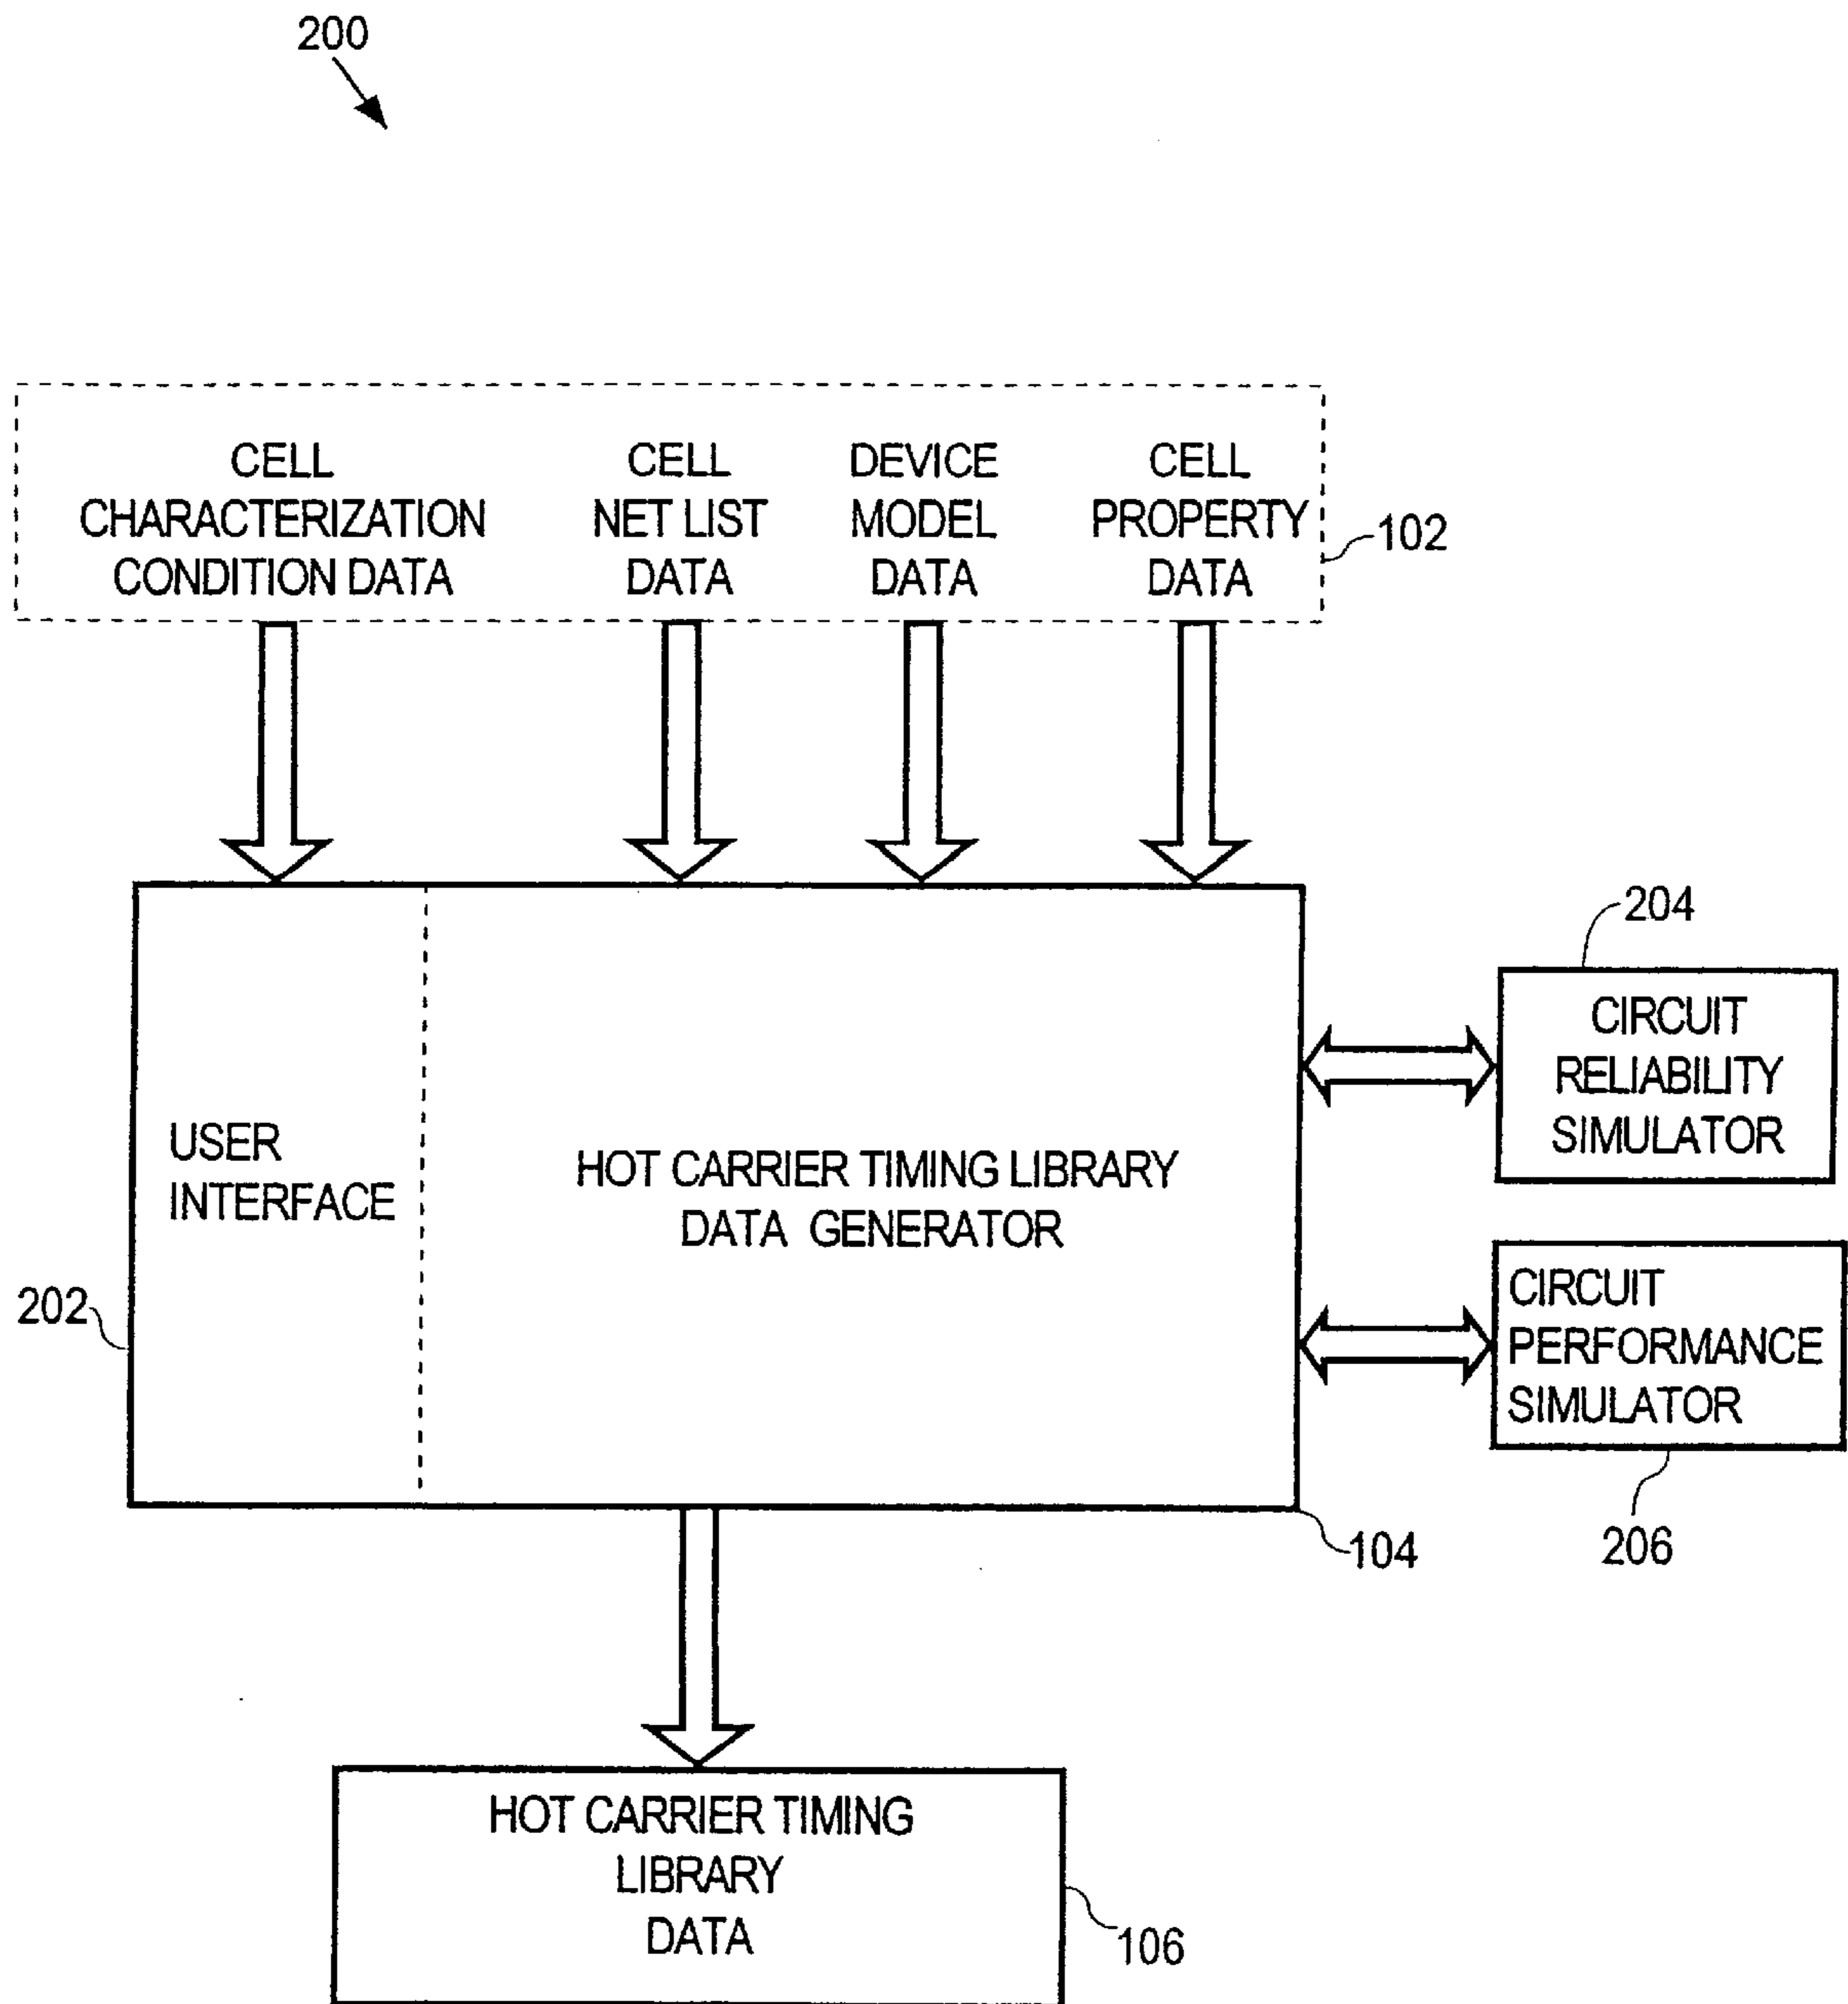 200
CELL
CHARACTERIZATION
CONDITION DATA
CELL
NET LIST
DATA
DEVICE
MODEL
DATA
CELL
PROPERTY
DATA
102
204
CIRCUIT
RELIABILITY
SIMULATOR
USER
INTERFACE
HOT CARRIER TIMING LIBRARY
DATA GENERATOR
202
CIRCUIT
PERFORMANCE
SIMULATOR
104
206
HOT CARRIER TIMING
LIBRARY
DATA
106